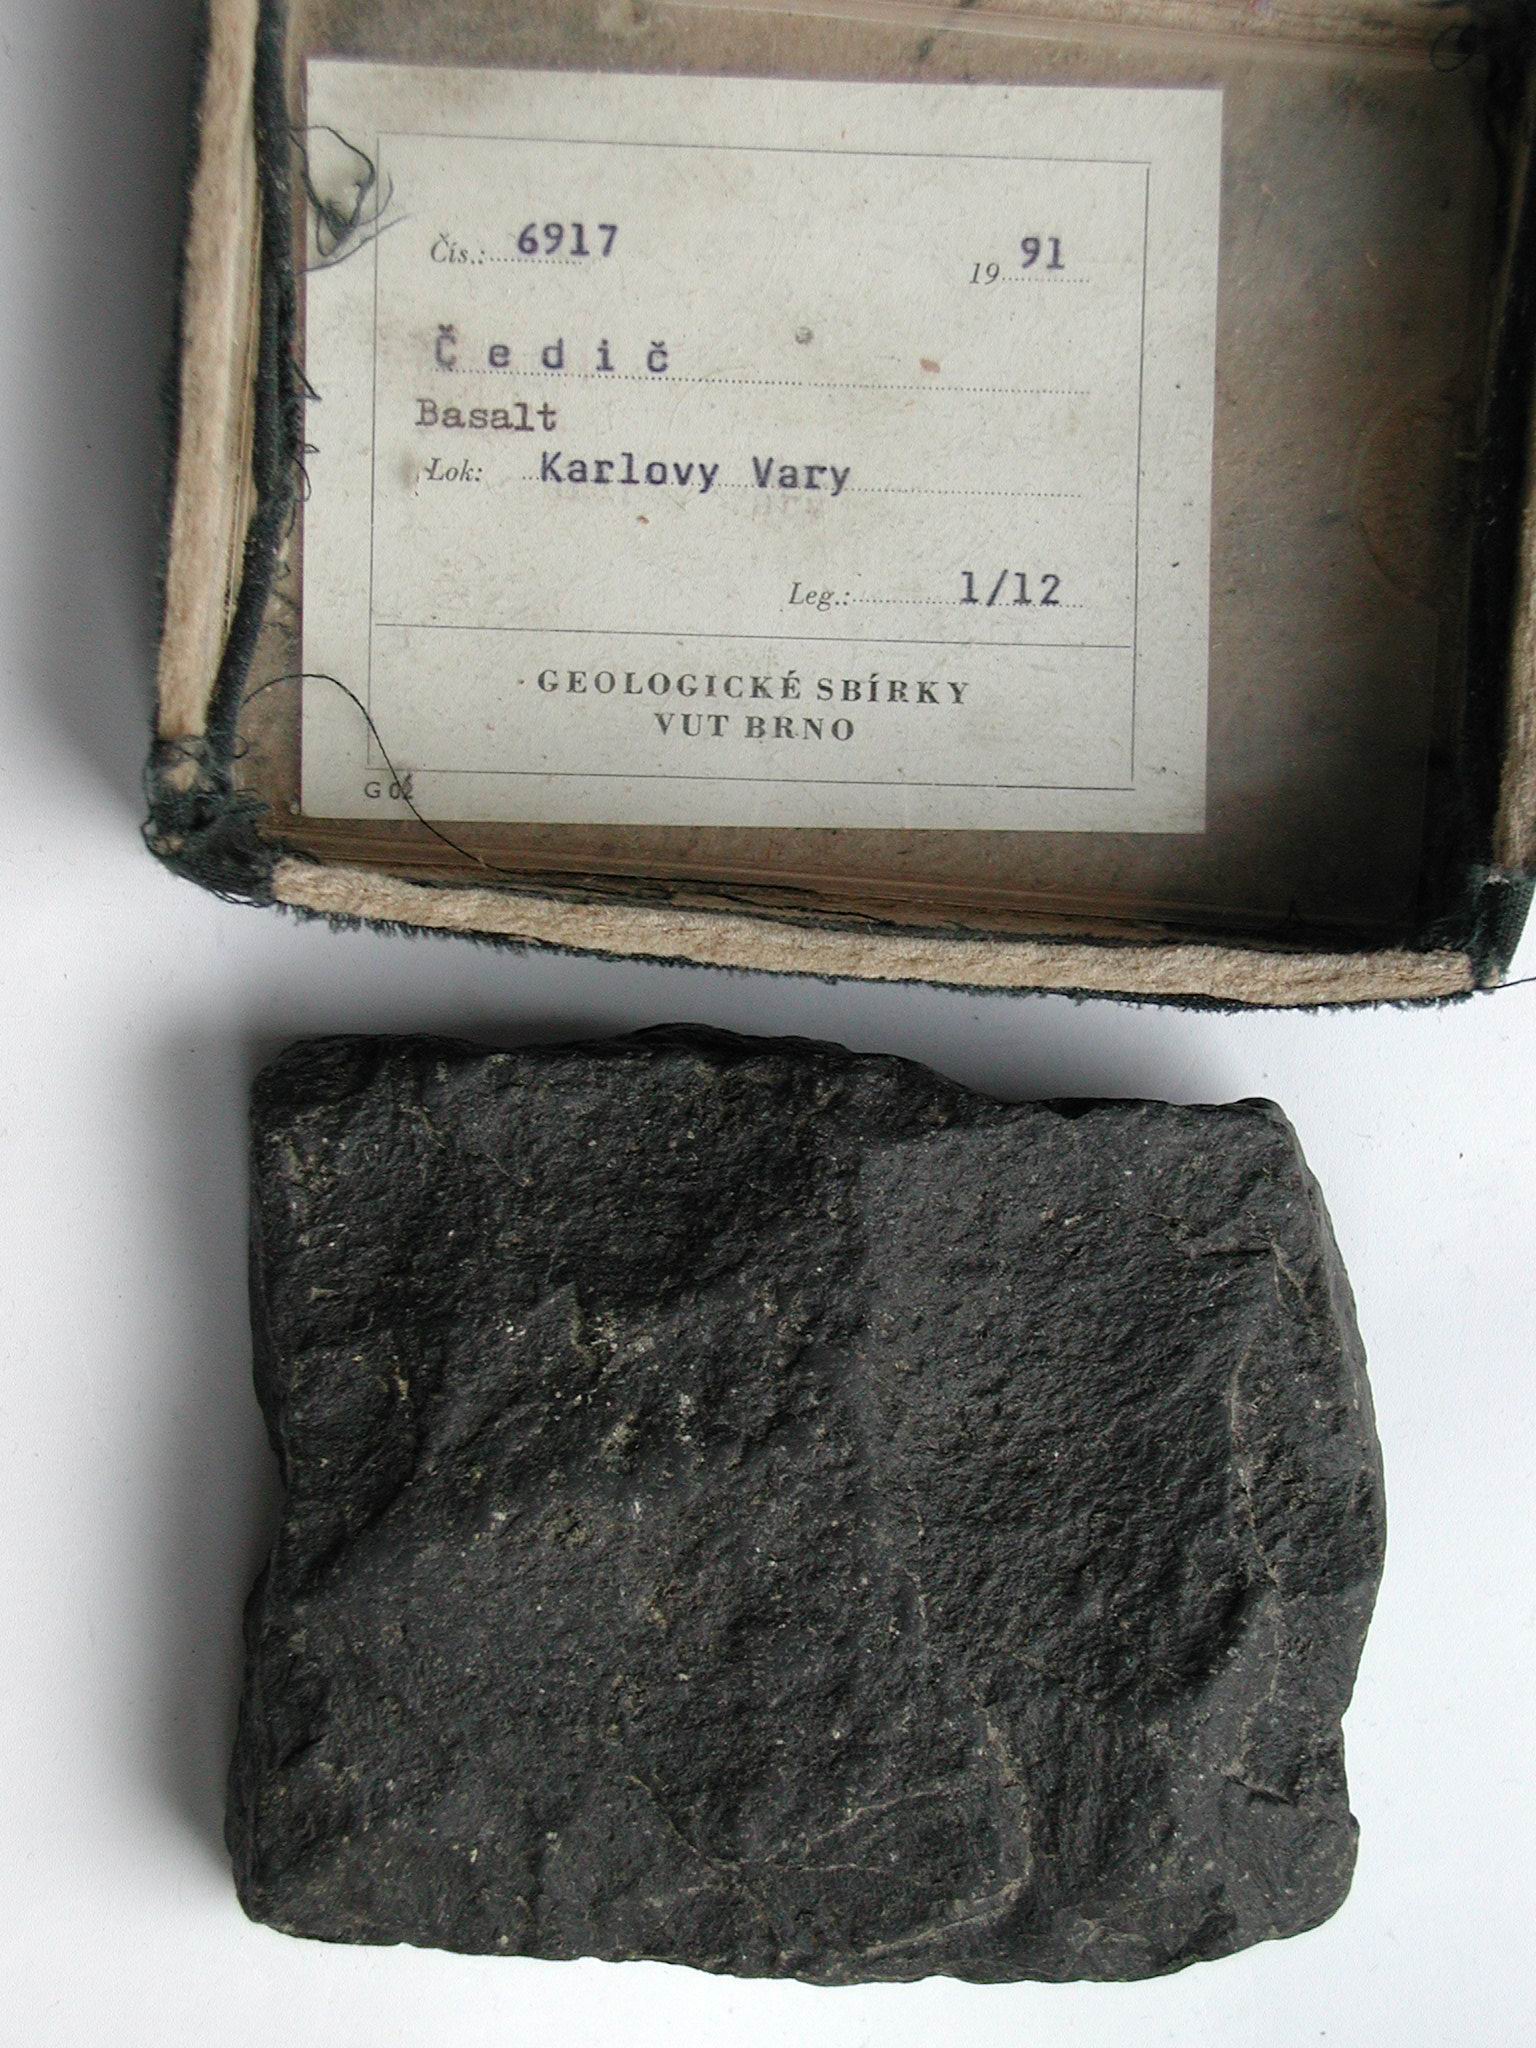 Čís.: 6917 19 91
Čedič
Basalt
Lok: Karlovy Vary
Leg.: 1/12
GEOLOGICKÉ SBÍRKY
VUT BRNO
G 02